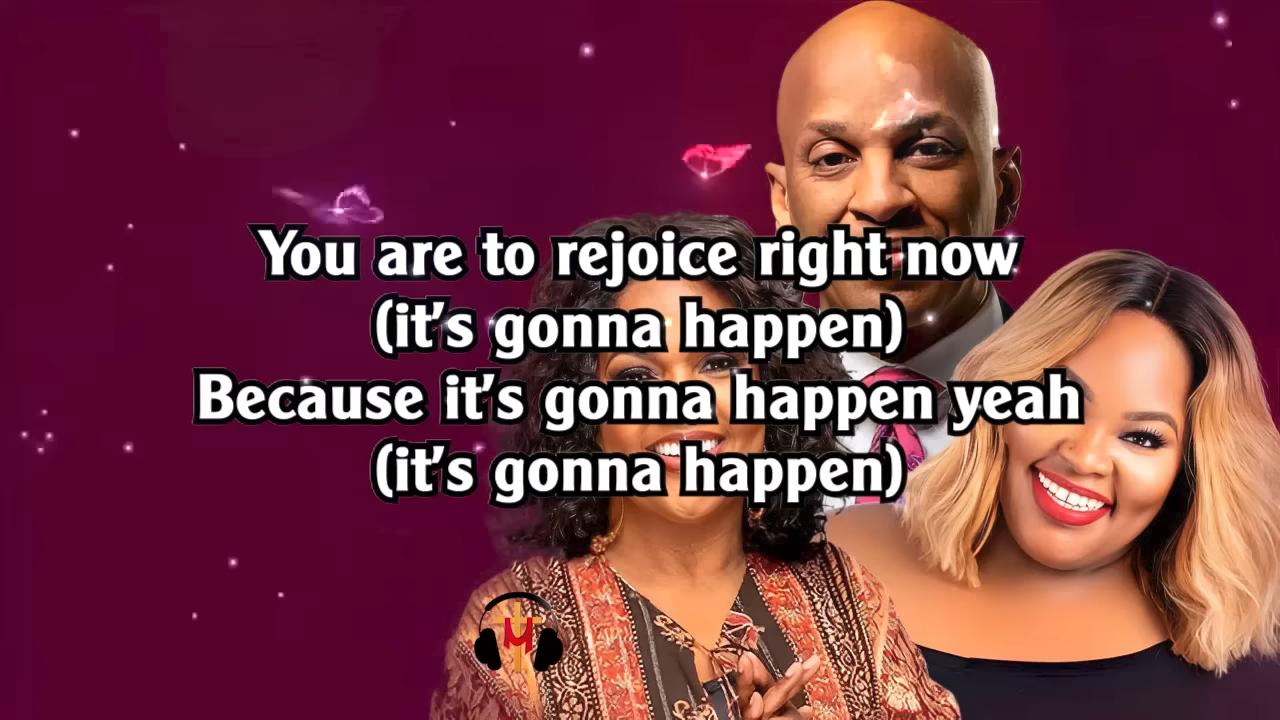 You are to rejoice right now
(it's gonna happen)
Because it's gonna happen yeah
(it's gonna happen)